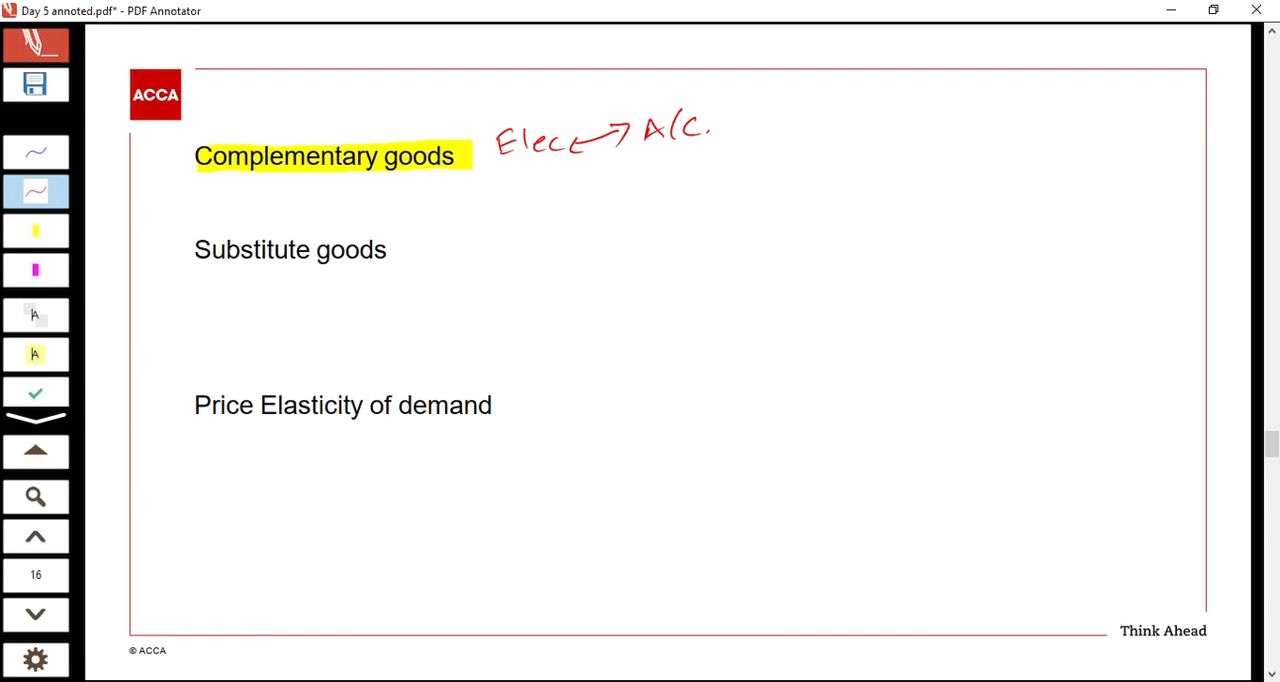 Day 5 annoted.pdf* - PDF Annotator
ACCA
Elec ↔ A/C.
Complementary goods
Substitute goods
Price Elasticity of demand
A
A
16
Think Ahead
© ACCA